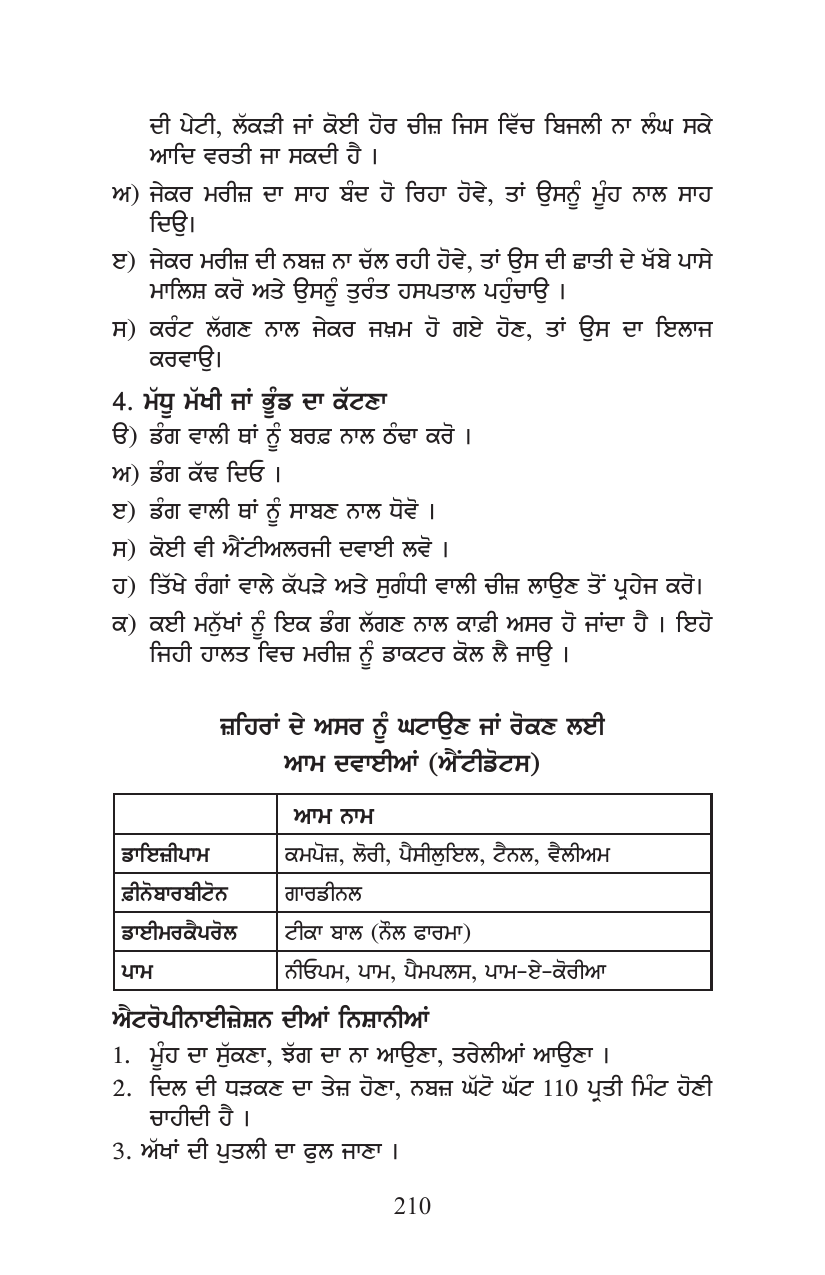 ਦੀ ਪੇਟੀ, ਲੱਕੜੀ ਜਾਂ ਕੋਈ ਹੋਰ ਚੀਜ਼ ਜਿਸ ਵਿੱਚ ਬਿਜਲੀ ਨਾ ਲੰਘ ਸਕੇ
ਆਦਿ ਵਰਤੀ ਜਾ ਸਕਦੀ ਹੈ ।
ਅ) ਜੇਕਰ ਮਰੀਜ਼ ਦਾ ਸਾਹ ਬੰਦ ਹੋ ਰਿਹਾ ਹੋਵੇ, ਤਾਂ ਉਸਨੂੰ ਮੂੰਹ ਨਾਲ ਸਾਹ
ਦਿਉ।
ੲ) ਜੇਕਰ ਮਰੀਜ਼ ਦੀ ਨਬਜ਼ ਨਾ ਚੱਲ ਰਹੀ ਹੋਵੇ, ਤਾਂ ਉਸ ਦੀ ਛਾਤੀ ਦੇ ਖੱਬੇ ਪਾਸੇ
ਮਾਲਿਸ਼ ਕਰੋ ਅਤੇ ਉਸਨੂੰ ਤੁਰੰਤ ਹਸਪਤਾਲ ਪਹੁੰਚਾਉ ।
ਸ) ਕਰੰਟ ਲੱਗਣ ਨਾਲ ਜੇਕਰ ਜਖ਼ਮ ਹੋ ਗਏ ਹੋਣ, ਤਾਂ ਉਸ ਦਾ ਇਲਾਜ
ਕਰਵਾਉ।
4. ਮੱਧੂ ਮੱਖੀ ਜਾਂ ਭੂੰਡ ਦਾ ਕੱਟਣਾ
ੳ) ਡੰਗ ਵਾਲੀ ਥਾਂ ਨੂੰ ਬਰਫ਼ ਨਾਲ ਠੰਢਾ ਕਰੋ ।
ਅ) ਡੰਗ ਕੱਢ ਦਿਓ ।
ੲ) ਡੰਗ ਵਾਲੀ ਥਾਂ ਨੂੰ ਸਾਬਣ ਨਾਲ ਧੋਵੋ ।
ਸ) ਕੋਈ ਵੀ ਐਂਟੀਅਲਰਜੀ ਦਵਾਈ ਲਵੋ ।
ਹ) ਤਿੱਖੇ ਰੰਗਾਂ ਵਾਲੇ ਕੱਪੜੇ ਅਤੇ ਸੁਗੰਧੀ ਵਾਲੀ ਚੀਜ਼ ਲਾਉਣ ਤੋਂ ਪ੍ਰਹੇਜ ਕਰੋ।
ਕ) ਕਈ ਮਨੁੱਖਾਂ ਨੂੰ ਇਕ ਡੰਗ ਲੱਗਣ ਨਾਲ ਕਾਫ਼ੀ ਅਸਰ ਹੋ ਜਾਂਦਾ ਹੈ । ਇਹੋ
ਜਿਹੀ ਹਾਲਤ ਵਿਚ ਮਰੀਜ਼ ਨੂੰ ਡਾਕਟਰ ਕੋਲ ਲੈ ਜਾਉ ।
ਜ਼ਹਿਰਾਂ ਦੇ ਅਸਰ ਨੂੰ ਘਟਾਉਣ ਜਾਂ ਰੋਕਣ ਲਈ
ਆਮ ਦਵਾਈਆਂ (ਐਂਟੀਡੋਟਸ)
ਆਮ ਨਾਮ
ਡਾਇਜ਼ੀਪਾਮ ਕਮਪੋਜ਼, ਲੋਰੀ, ਪੈਸੀਲੁਇਲ, ਟੈਨਲ, ਵੈਲੀਅਮ
ਫ਼ੀਨੋਬਾਰਬੀਟੋਨ ਗਾਰਡੀਨਲ
ਡਾਈਮਰਕੈਪਰੋਲ ਟੀਕਾ ਬਾਲ (ਨੌਲ ਫਾਰਮਾ)
ਪਾਮ ਨੀਓਪਮ, ਪਾਮ, ਪੈਮਪਲਸ, ਪਾਮ-ਏ-ਕੋਰੀਆ
ਐਟਰੋਪੀਨਾਈਜ਼ੇਸ਼ਨ ਦੀਆਂ ਨਿਸ਼ਾਨੀਆਂ
1. ਮੂੰਹ ਦਾ ਸੁੱਕਣਾ, ਝੱਗ ਦਾ ਨਾ ਆਉਣਾ, ਤਰੇਲੀਆਂ ਆਉਣਾ ।
2. ਦਿਲ ਦੀ ਧੜਕਣ ਦਾ ਤੇਜ਼ ਹੋਣਾ, ਨਬਜ਼ ਘੱਟੋ ਘੱਟ 110 ਪ੍ਰਤੀ ਮਿੰਟ ਹੋਣੀ
ਚਾਹੀਦੀ ਹੈ ।
3. ਅੱਖਾਂ ਦੀ ਪੁਤਲੀ ਦਾ ਫੁਲ ਜਾਣਾ ।
210